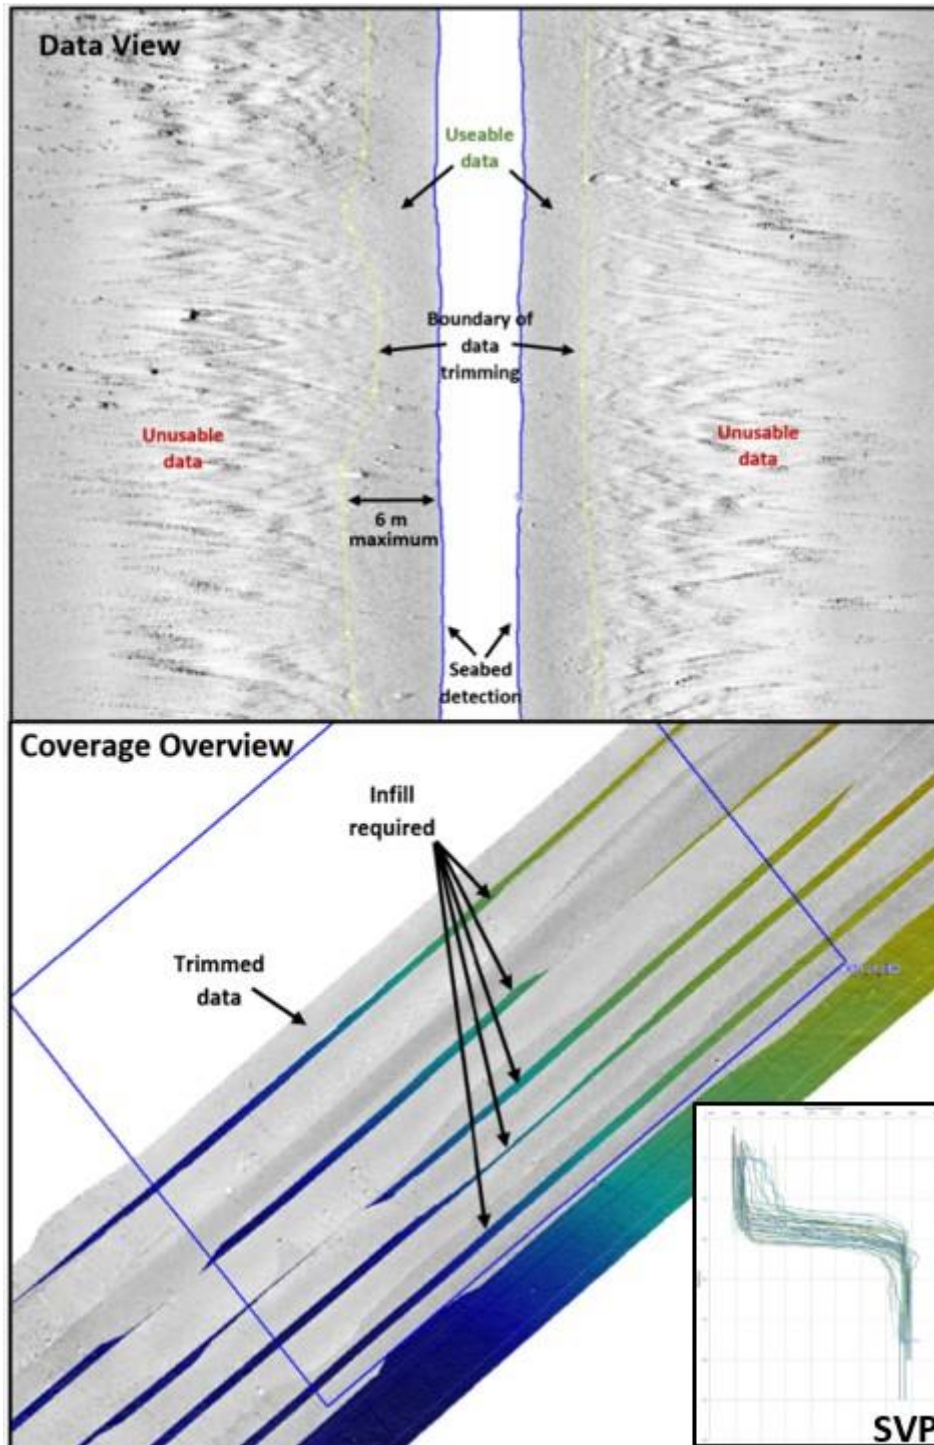 Data View
Useable
data
Boundary of
data
trimming
Unusable
data
Unusable
data
6 m
maximum
Seabed
detection
Coverage Overview
Infill
required
Trimmed
data
SVP